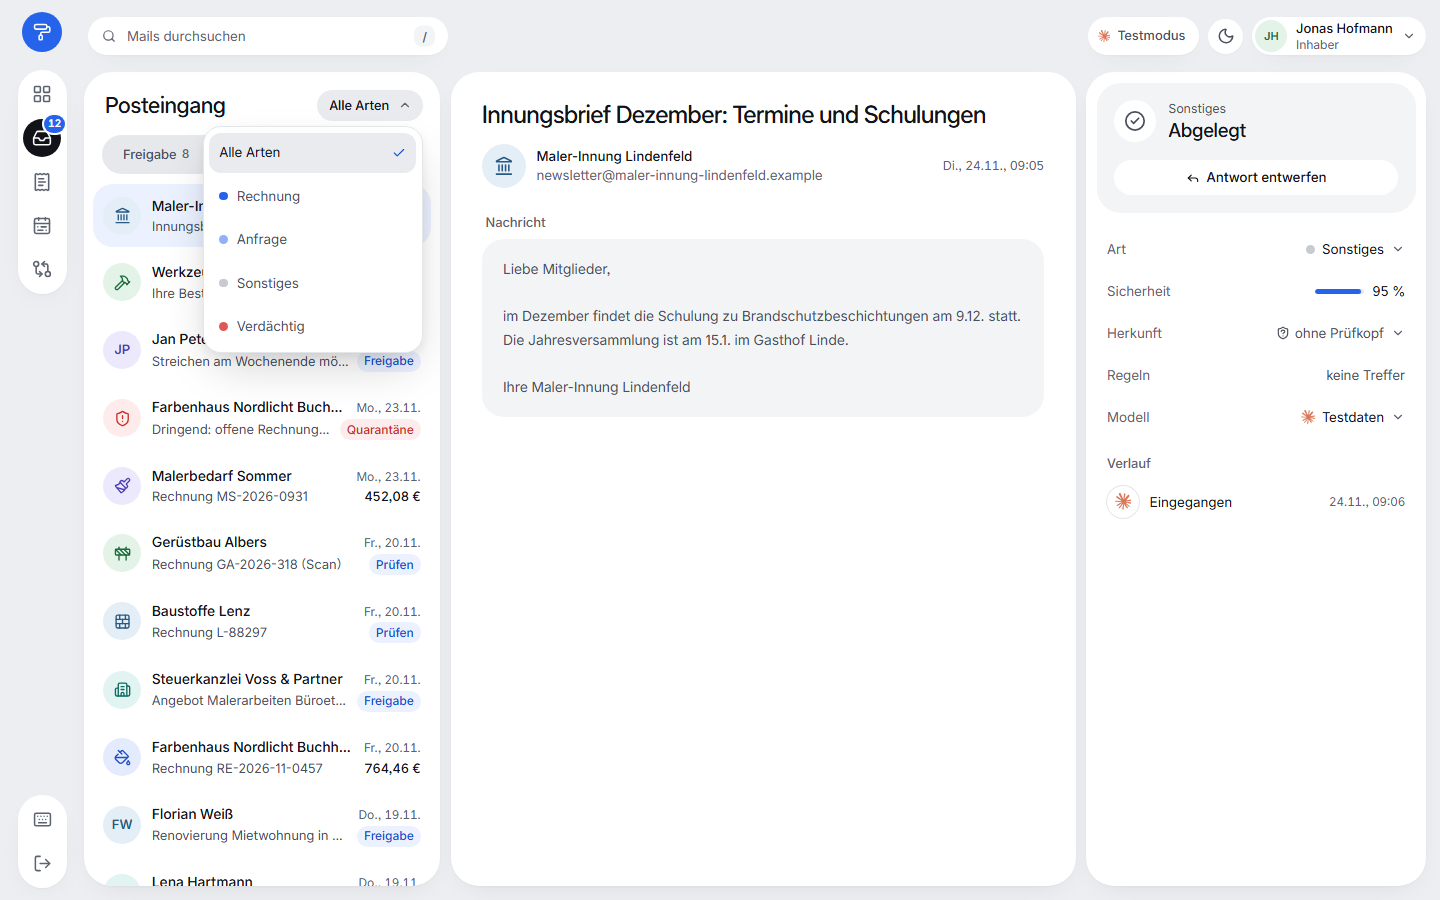 Mails durchsuchen
/
Testmodus
JH
Jonas Hofmann
Inhaber
12
Posteingang
Alle Arten
Freigabe 8
Alle Arten
Rechnung
Anfrage
Sonstiges
Verdächtig
Maler-In
Innungsb
Werkzeu
Ihre Best
JP
Jan Pete
Streichen am Wochenende mö...
Freigabe
Farbenhaus Nordlicht Buch...
Mo., 23.11.
Dringend: offene Rechnung...
Quarantäne
Malerbedarf Sommer
Mo., 23.11.
Rechnung MS-2026-0931
452,08 €
Gerüstbau Albers
Fr., 20.11.
Rechnung GA-2026-318 (Scan)
Prüfen
Baustoffe Lenz
Fr., 20.11.
Rechnung L-88297
Prüfen
Steuerkanzlei Voss & Partner
Fr., 20.11.
Angebot Malerarbeiten Büroet...
Freigabe
Farbenhaus Nordlicht Buchh...
Fr., 20.11.
Rechnung RE-2026-11-0457
764,46 €
FW
Florian Weiß
Do., 19.11.
Renovierung Mietwohnung in ...
Freigabe
Lena Hartmann
Do., 19.11.
Innungsbrief Dezember: Termine und Schulungen
Maler-Innung Lindenfeld
newsletter@maler-innung-lindenfeld.example
Di., 24.11., 09:05
Nachricht
Liebe Mitglieder,
im Dezember findet die Schulung zu Brandschutzbeschichtungen am 9.12. statt.
Die Jahresversammlung ist am 15.1. im Gasthof Linde.
Ihre Maler-Innung Lindenfeld
Sonstiges
Abgelegt
Antwort entwerfen
Art
Sonstiges
Sicherheit
95 %
Herkunft
ohne Prüfkopf
Regeln
keine Treffer
Modell
Testdaten
Verlauf
Eingegangen
24.11., 09:06